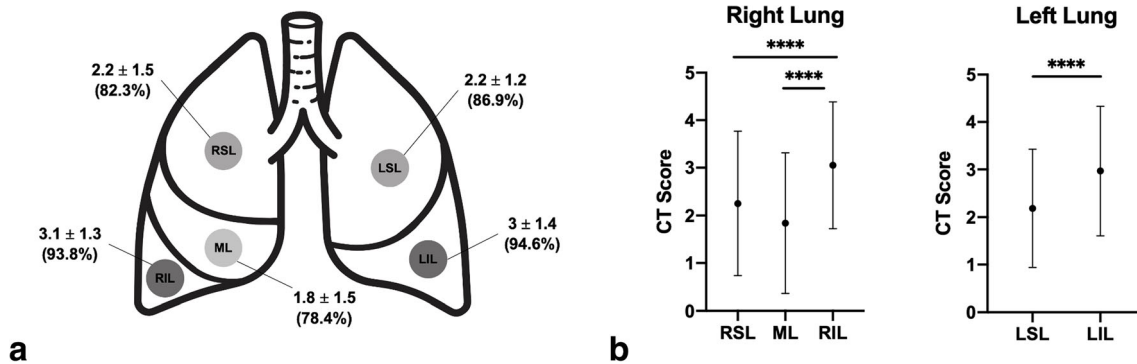 2.2 ± 1.5
(82.3%)
2.2 ± 1.2
(86.9%)
RSL
LSL
3.1 ± 1.3
(93.8%)
ML
RIL
LIL
3 ± 1.4
(94.6%)
1.8 ± 1.5
(78.4%)
a
Right Lung
****
****
CT Score
5
4
3
2
1
0
RSL ML RIL
Left Lung
****
CT Score
5
4
3
2
1
0
LSL LIL
b